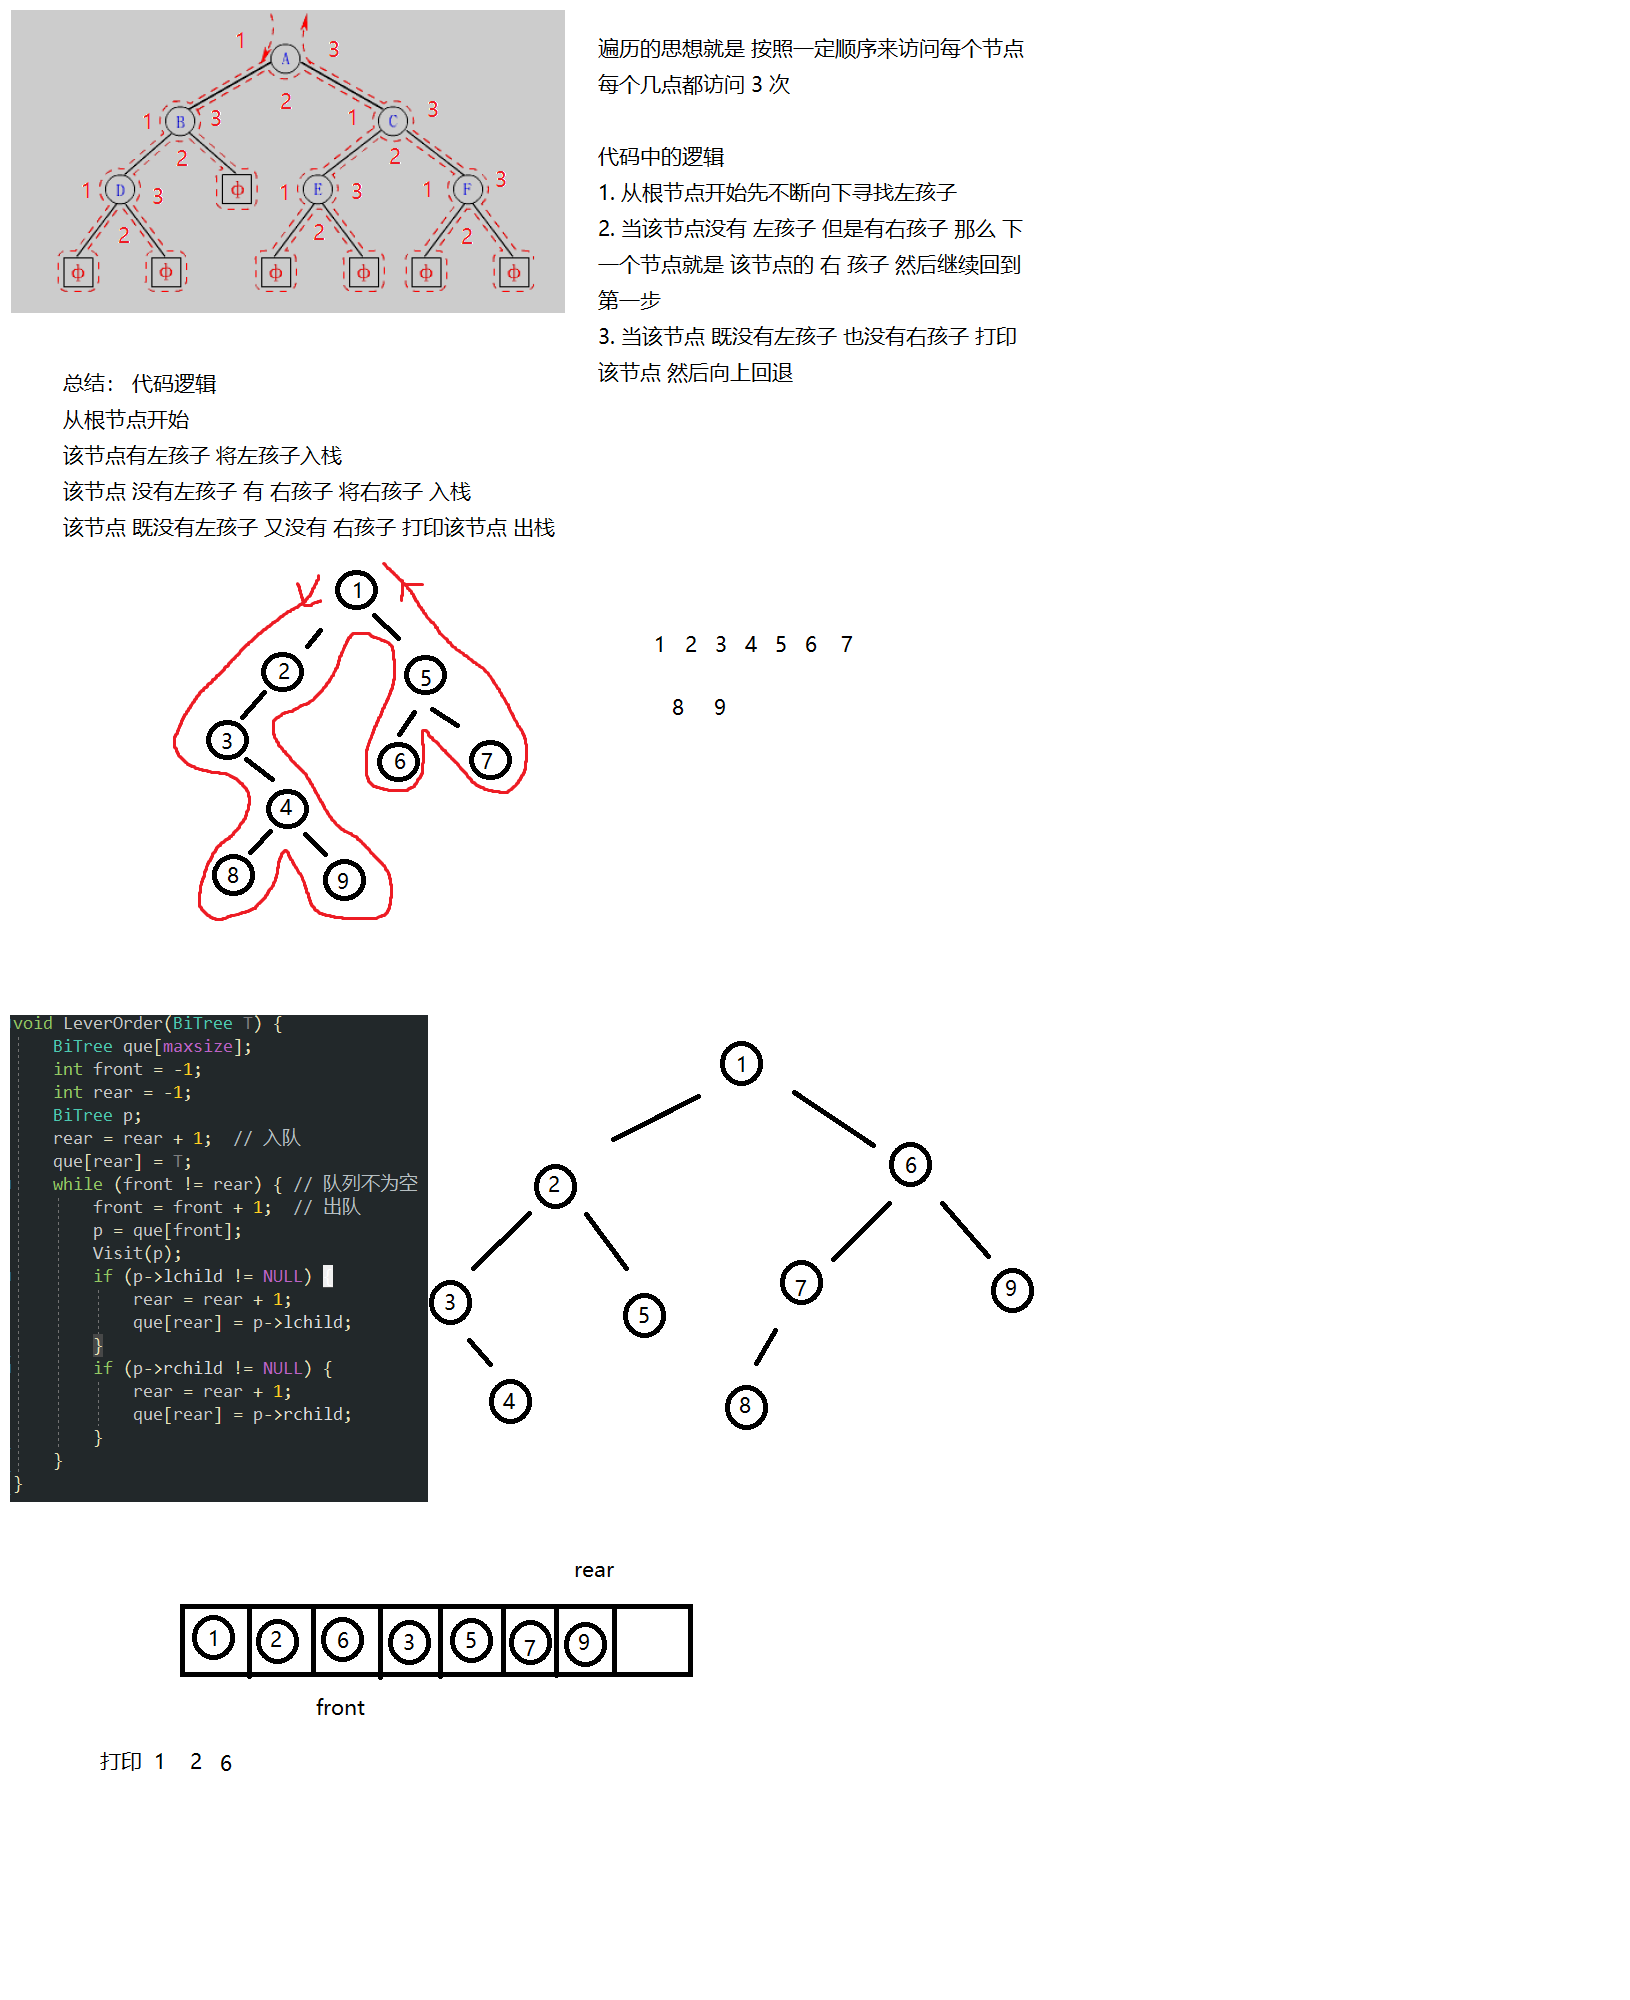 1
A
3
2
1
B
3
1
C
3
2
2
1
D
3
ф
1
E
3
1
F
3
2
2
2
ф
ф
ф
ф
ф
ф
遍历的思想就是 按照一定顺序来访问每个节点
每个几点都访问 3 次
代码中的逻辑
1. 从根节点开始先不断向下寻找左孩子
2. 当该节点没有 左孩子 但是有右孩子 那么 下
一个节点就是 该节点的 右 孩子 然后继续回到
第一步
3. 当该节点 既没有左孩子 也没有右孩子 打印
该节点 然后向上回退
总结： 代码逻辑
从根节点开始
该节点有左孩子 将左孩子入栈
该节点 没有左孩子 有 右孩子 将右孩子 入栈
该节点 既没有左孩子 又没有 右孩子 打印该节点 出栈
1
2
5
3
6
7
4
8
9
1 2 3 4 5 6 7
8 9
void LeverOrder(BiTree T) {
BiTree que[maxsize];
int front = -1;
int rear = -1;
BiTree p;
rear = rear + 1; // 入队
que[rear] = T;
while (front != rear) { // 队列不为空
front = front + 1; // 出队
p = que[front];
Visit(p);
if (p->lchild != NULL) {
rear = rear + 1;
que[rear] = p->lchild;
}
if (p->rchild != NULL) {
rear = rear + 1;
que[rear] = p->rchild;
}
}
}
1
2
6
3
5
7
9
4
8
rear
1 2 6 3 5 7 9
front
打印 1 2 6